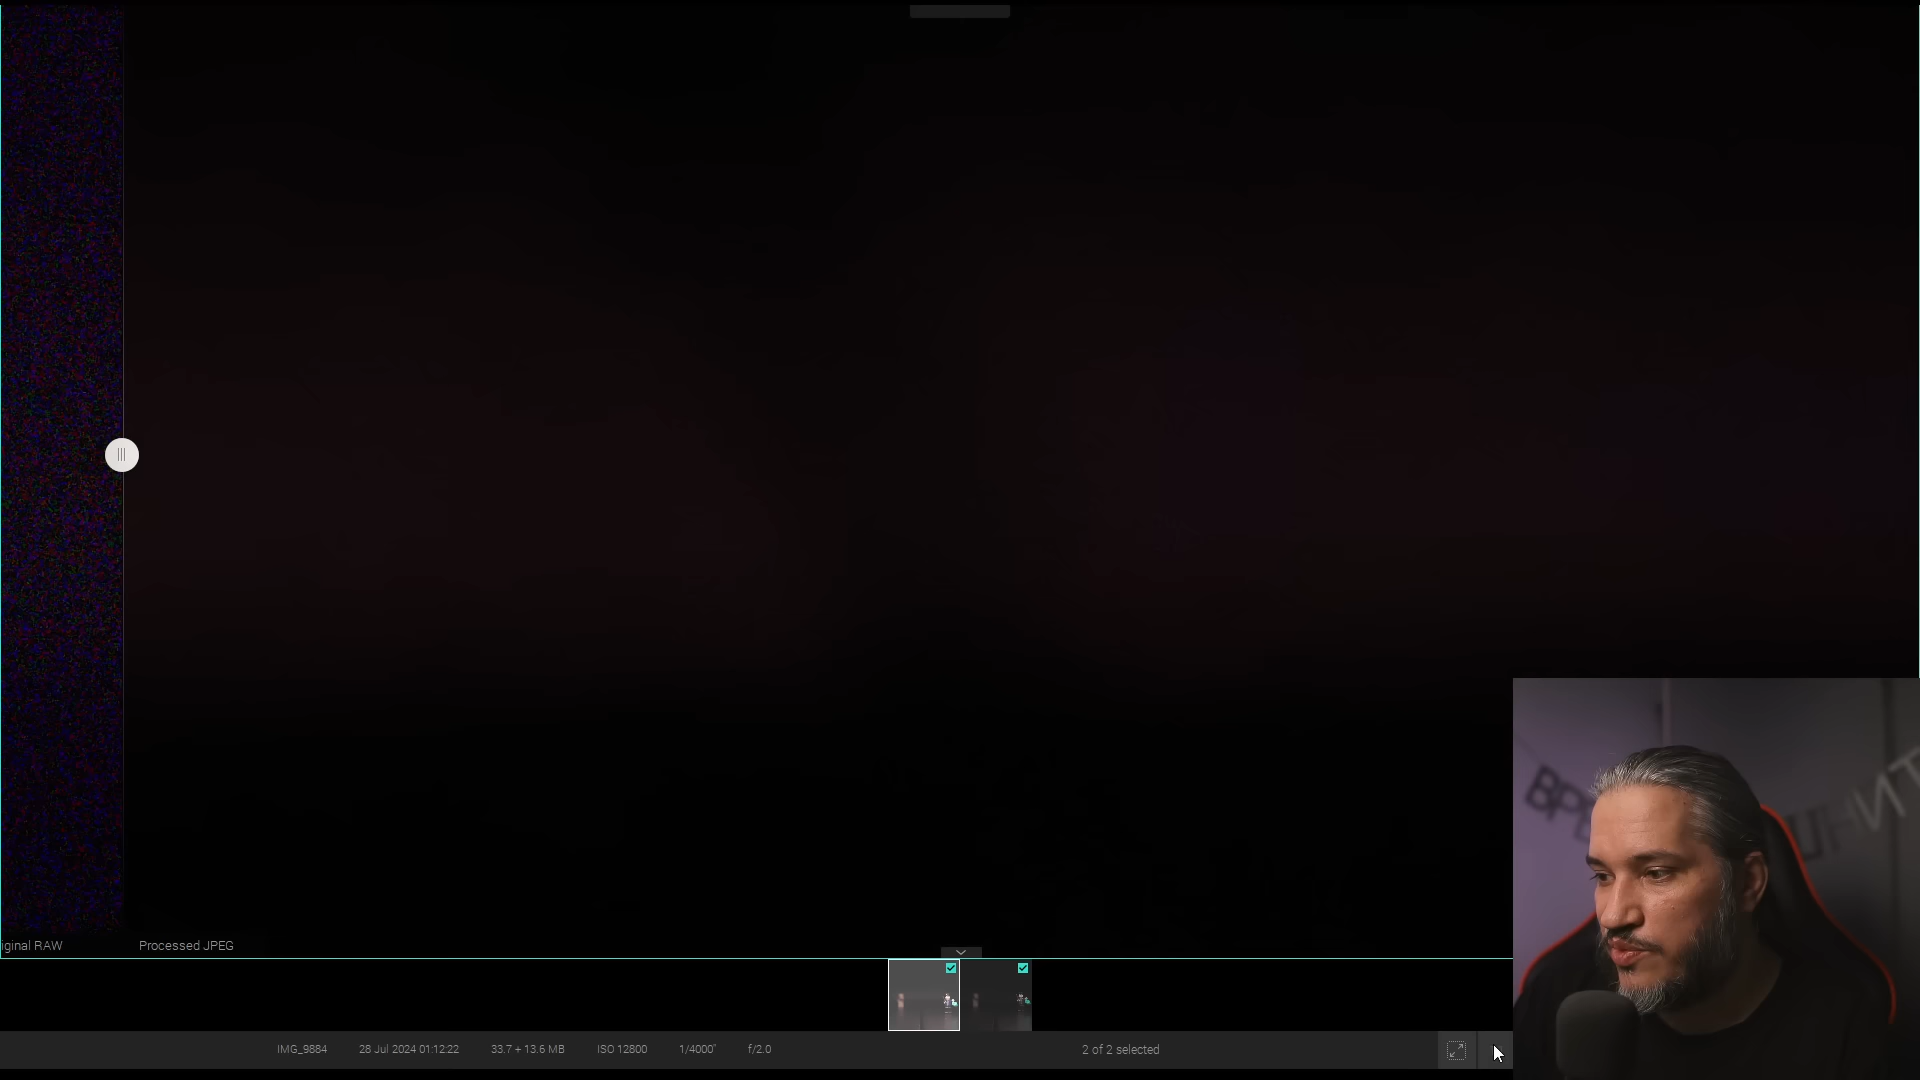 iginal RAW
Processed JPEG
IMG_9884
28 Jul 2024 01:12:22
33.7 + 13.6 MB
ISO 12800
1/4000"
f/2.0
2 of 2 selected